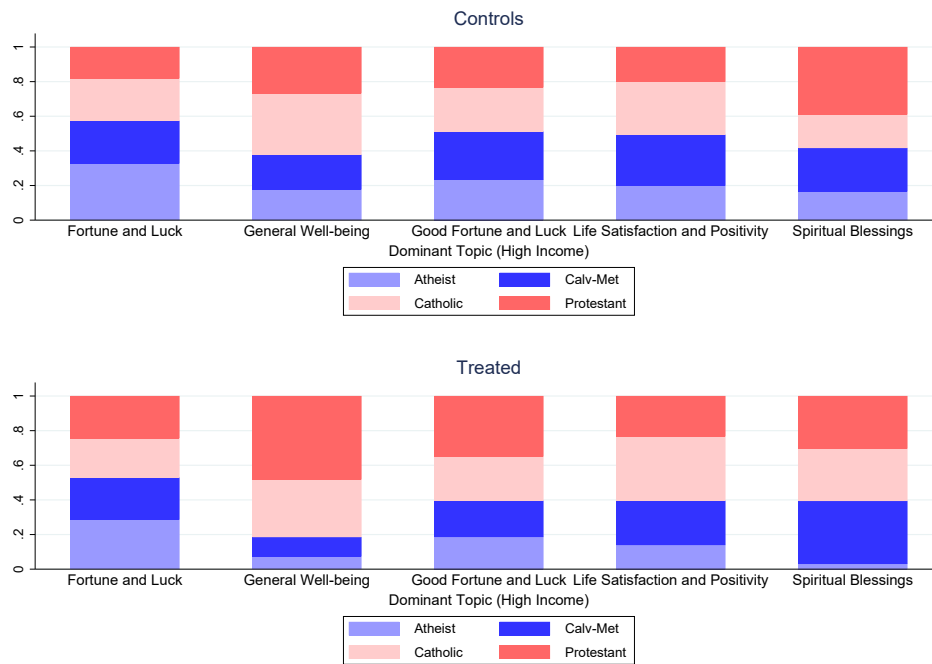 Controls
1
.8
.6
.4
.2
0
Fortune and Luck General Well-being Good Fortune and Luck Life Satisfaction and Positivity Spiritual Blessings
Dominant Topic (High Income)
Atheist Calv-Met
Catholic Protestant
Treated
1
.8
.6
.4
.2
0
Fortune and Luck General Well-being Good Fortune and Luck Life Satisfaction and Positivity Spiritual Blessings
Dominant Topic (High Income)
Atheist Calv-Met
Catholic Protestant